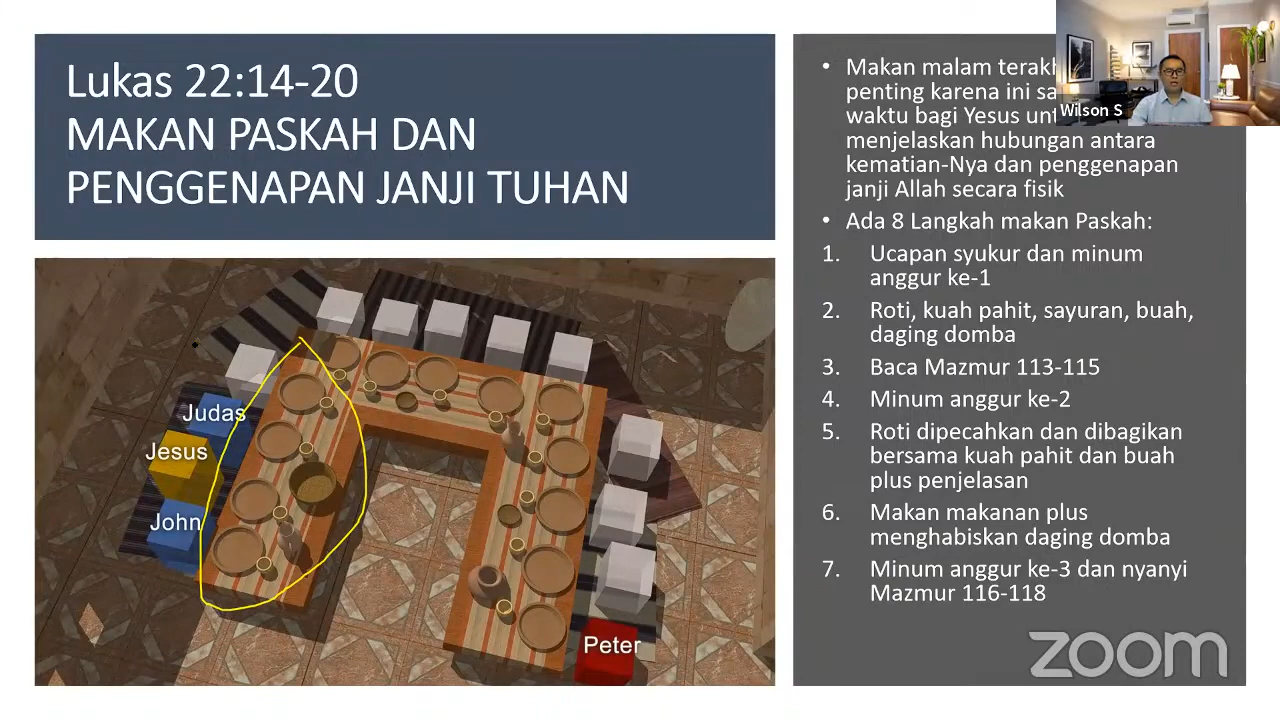 Lukas 22:14-20
MAKAN PASKAH DAN
PENGGENAPAN JANJI TUHAN
Judas
Jesus
John
Peter
• Makan malam
penting karena ini
waktu bagi Yesus
menjelaskan hubungan antara
kematian-Nya dan penggenapan
janji Allah secara fisik
• Ada 8 Langkah makan Paskah:
1. Ucapan syukur dan minum
anggur ke-1
2. Roti, kuah pahit, sayuran, buah,
daging domba
3. Baca Mazmur 113-115
4. Minum anggur ke-2
5. Roti dipecahkan dan dibagikan
bersama kuah pahit dan buah
plus penjelasan
6. Makan makanan plus
menghabiskan daging domba
7. Minum anggur ke-3 dan nyanyi
Mazmur 116-118
Wilson S
zoom